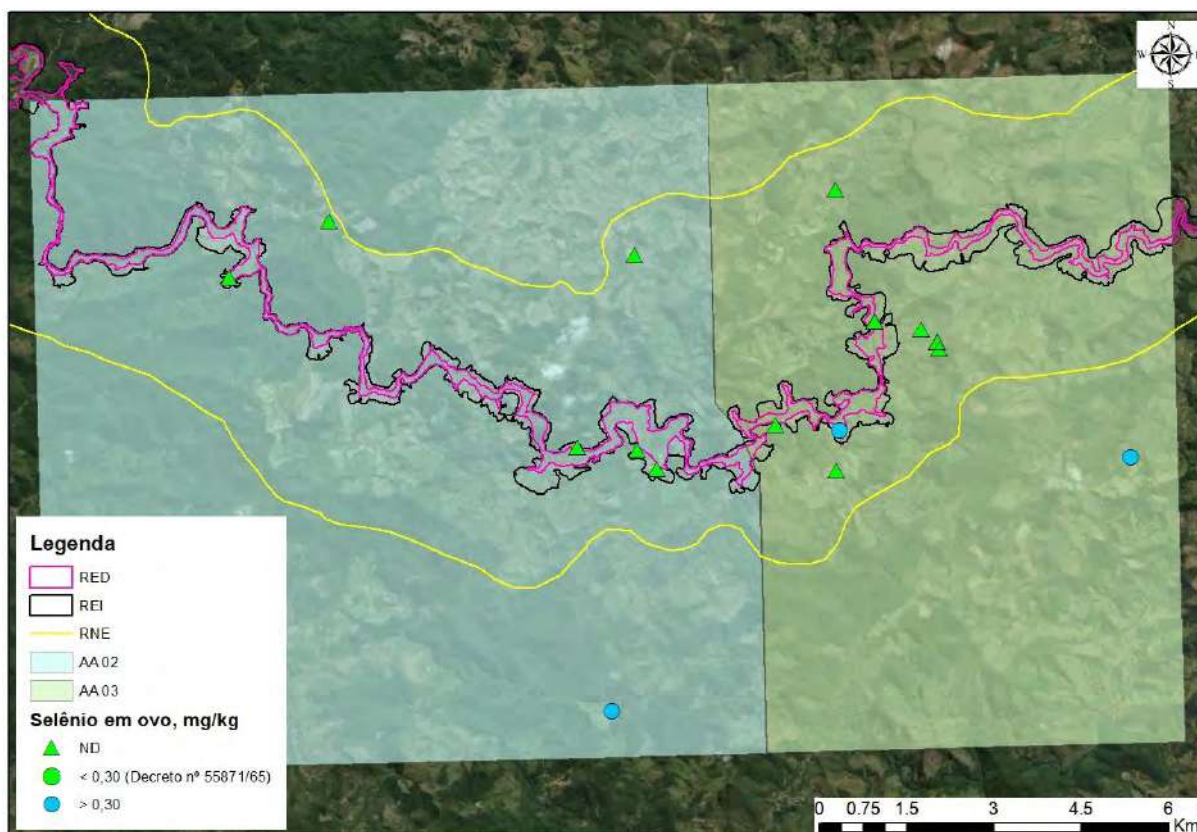 N
W
E
S
Legenda
RED
REI
RNE
AA 02
AA 03
Selênio em ovo, mg/kg
ND
< 0,30 (Decreto nº 55871/65)
> 0,30
0 0.75 1.5 3 4.5 6
Km